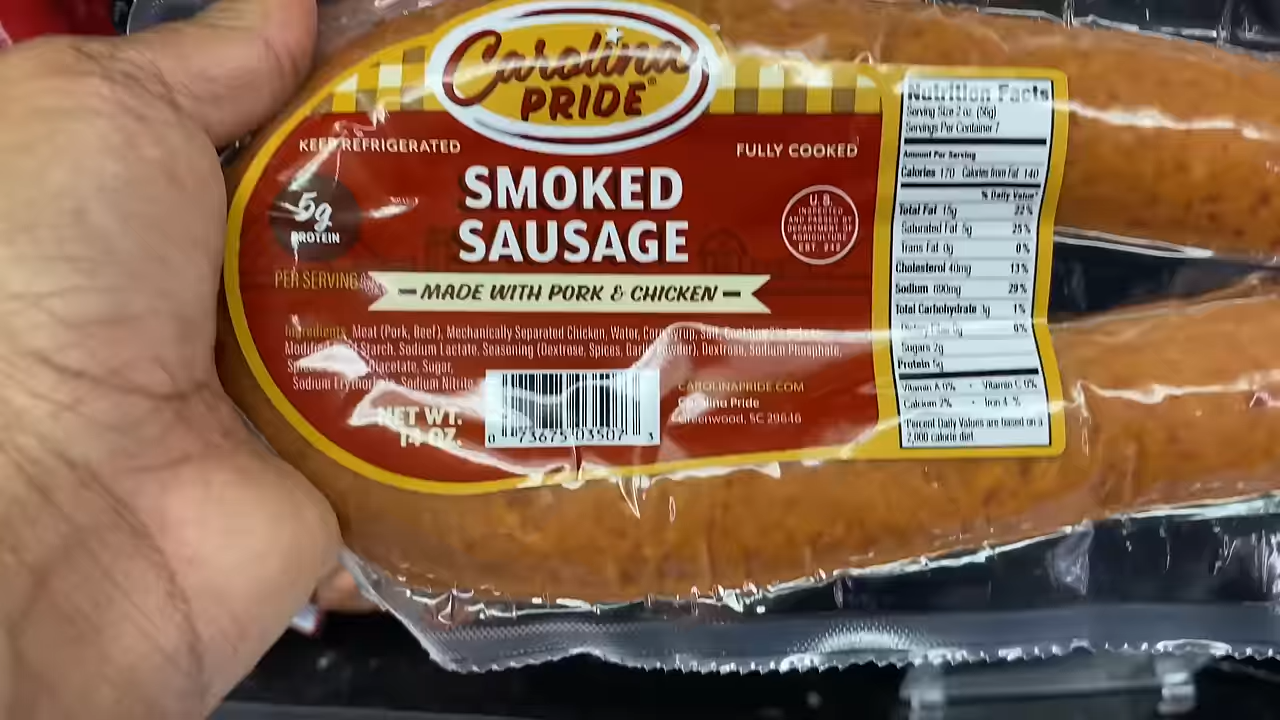 Carolina
PRIDE®
KEEP REFRIGERATED
FULLY COOKED
SMOKED
SAUSAGE
5g
PROTEIN
PER SERVING
U.S.
INSPECTED
AND PASSED BY
DEPARTMENT OF
AGRICULTURE
EST. 242
MADE WITH PORK & CHICKEN
Ingredients: Meat (Pork, Beef), Mechanically Separated Chicken, Water, Corn Syrup, Salt, Contains 2%
Modified Food Starch, Sodium Lactate, Seasoning (Dextrose, Spices, Garlic Powder), Dextrose, Sodium Phosphate,
Diacetate, Sugar,
Sodium Erythorbate, Sodium Nitrite
NET WT.
14 OZ.
0 73675 03507 3
CAROLINAPRIDE.COM
Carolina Pride
Greenwood, SC 29646
Nutrition Facts
Serving Size 2 oz. (56g)
Servings Per Container 7
Amount Per Serving
Calories 170 Calories from Fat 140
% Daily Value*
Total Fat 15g 22%
Saturated Fat 5g 25%
Trans Fat 0g 0%
Cholesterol 40mg 13%
Sodium 690mg 29%
Total Carbohydrate 3g 1%
Dietary Fiber 0g 0%
Sugars 2g
Protein 5g
Vitamin A 0% • Vitamin C 0%
Calcium 2% • Iron 4 %
*Percent Daily Values are based on a
2,000 calorie diet.